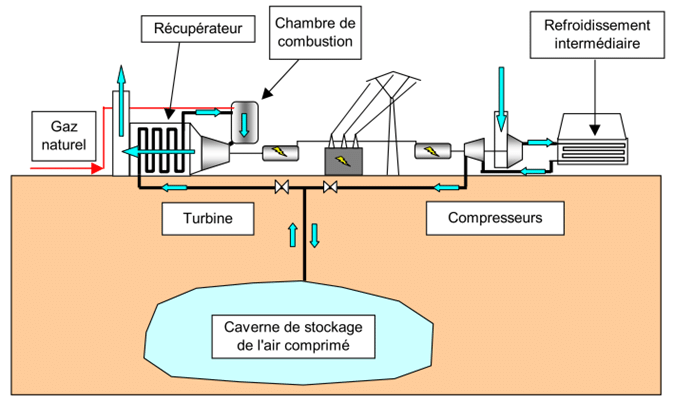 Récupérateur
Chambre de
combustion
Refroidissement
intermédiaire
Gaz
naturel
Turbine
Compresseurs
Caverne de stockage
de l'air comprimé